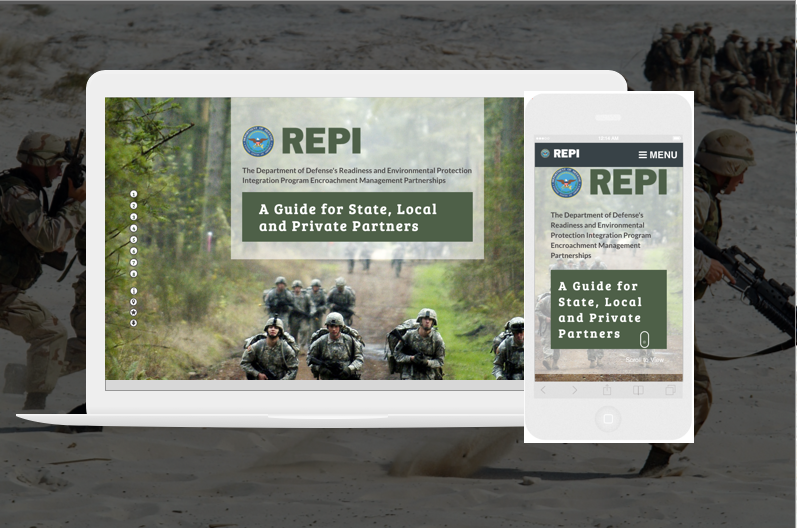 REPI
The Department of Defense's Readiness and Environmental Protection
Integration Program Encroachment Management Partnerships
A Guide for State, Local
and Private Partners
REPI
MENU
REPI
The Department of Defense's
Readiness and Environmental
Protection Integration Program
Encroachment Management
Partnerships
A Guide for
State, Local
and Private
Partners
Scroll to View